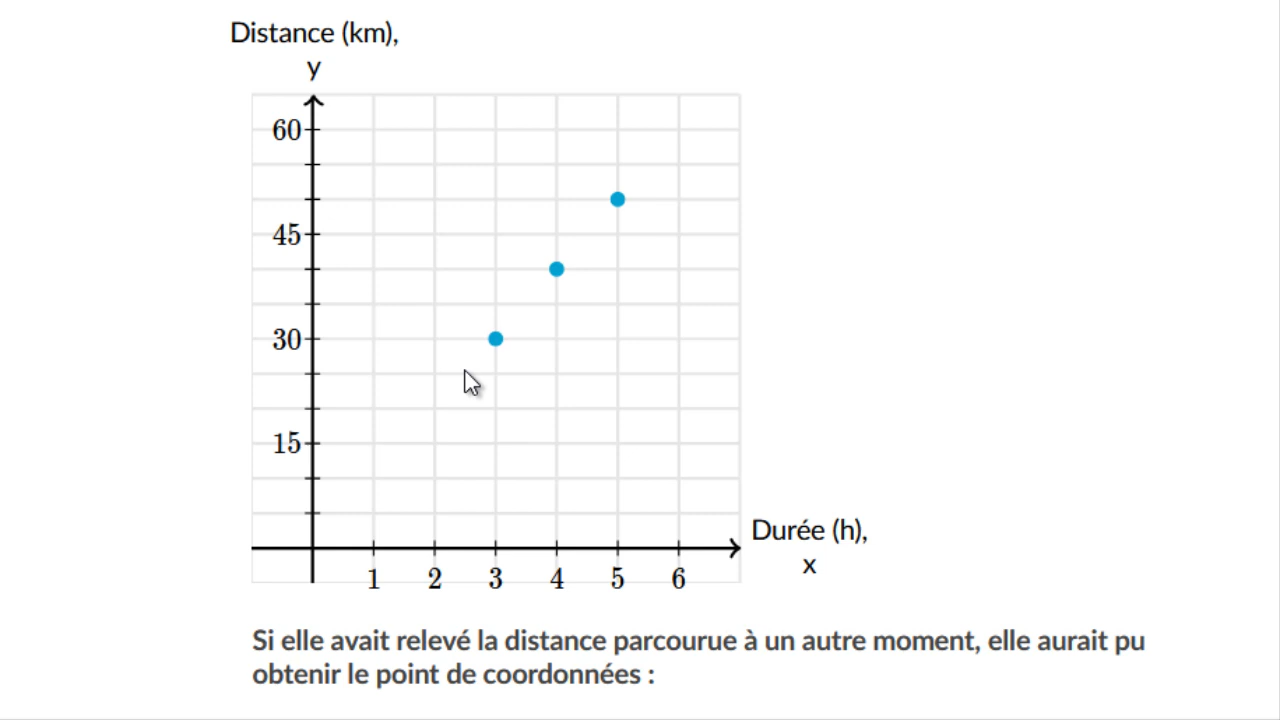 Distance (km),
y
60
45
30
15
Durée (h),
x
1 2 3 4 5 6
Si elle avait relevé la distance parcourue à un autre moment, elle aurait pu
obtenir le point de coordonnées :